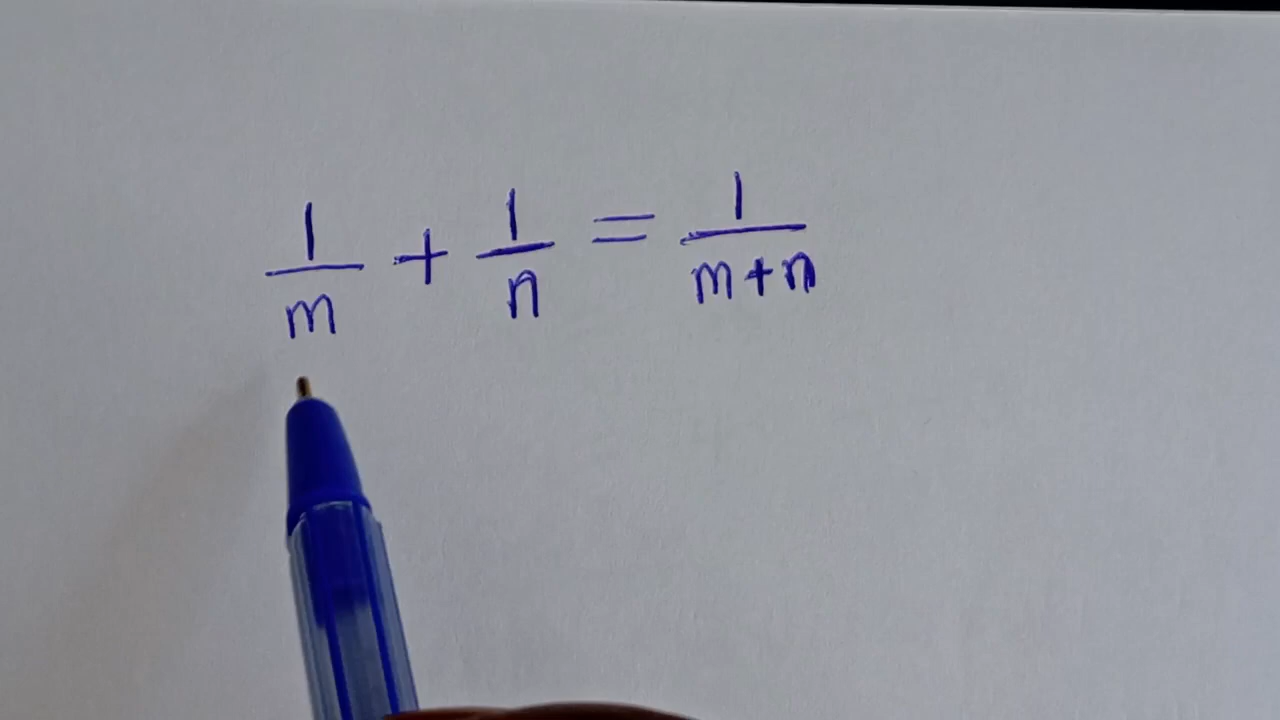 1/m + 1/n = 1/(m+n)